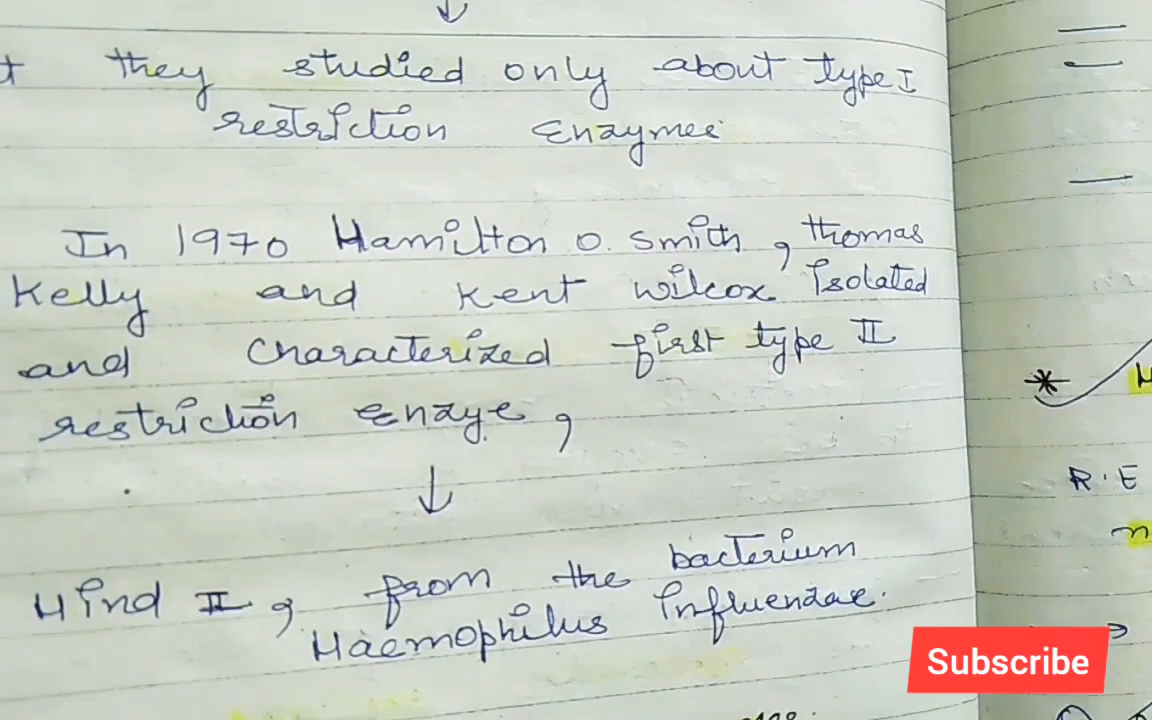 they studied only about type I
restriction Enzymes
In 1970 Hamilton O. Smith, thomas
Kelly and Kent wilcox isolated
and characterized first type II
restriction enzye,
↓
Hind II, from the bacterium
Haemophilus Influenzae.
*
R.E
Subscribe